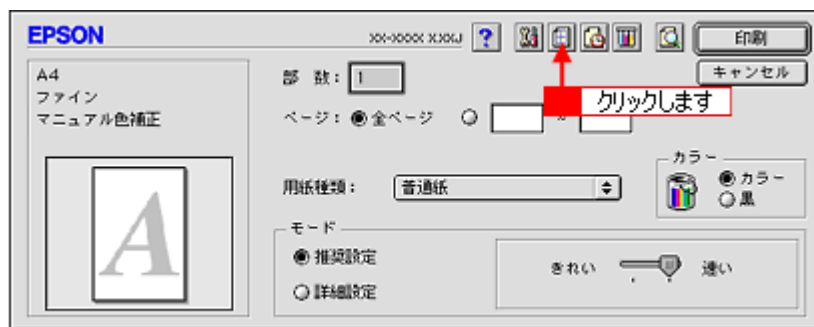 EPSON
XX-XXXX X.XXJ
?
印刷
A4
ファイン
マニュアル色補正
部 数：1
キャンセル
クリックします
ページ：全ページ ~
用紙種類：普通紙
カラー
カラー
黒
モード
推奨設定
詳細設定
きれい 速い
A